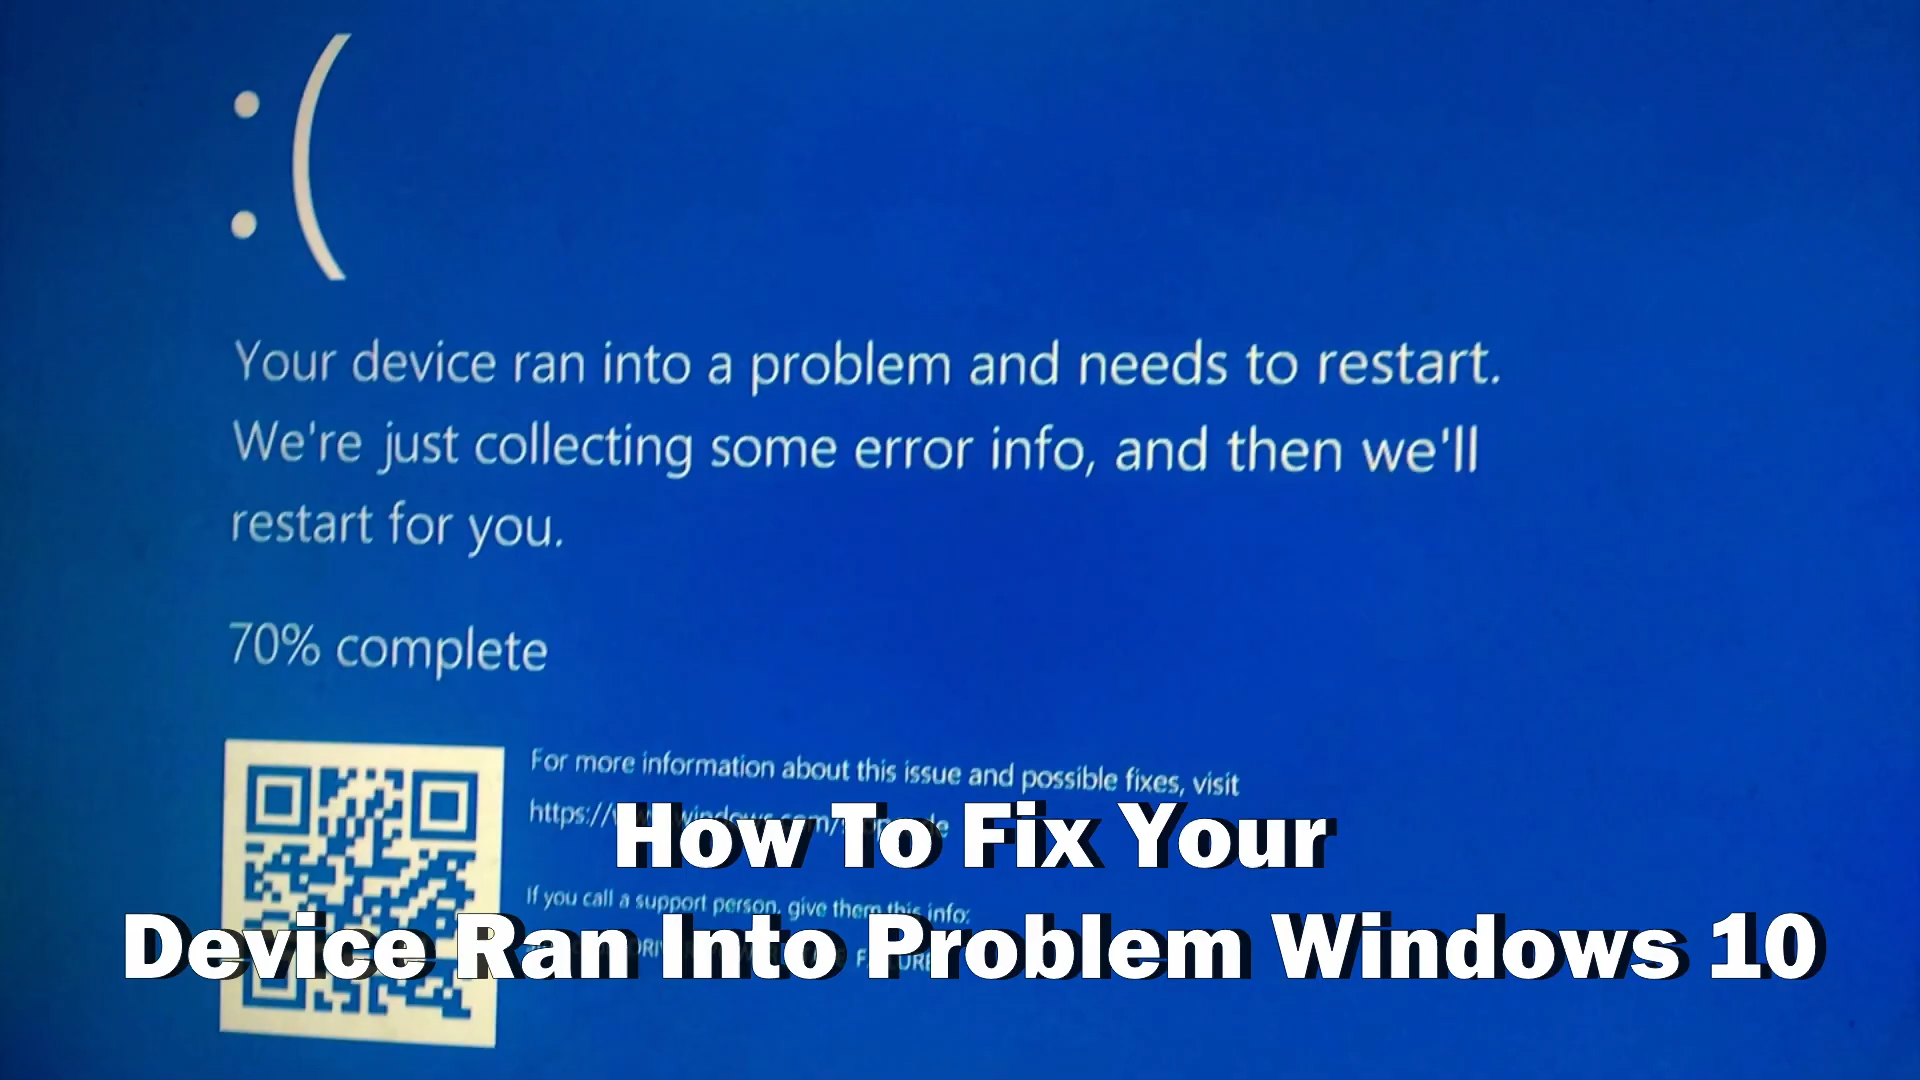 :(
Your device ran into a problem and needs to restart.
We're just collecting some error info, and then we'll
restart for you.
70% complete
For more information about this issue and possible fixes, visit
https://
How To Fix Your
If you call a support person, give them this info:
Device Ran Into Problem Windows 10